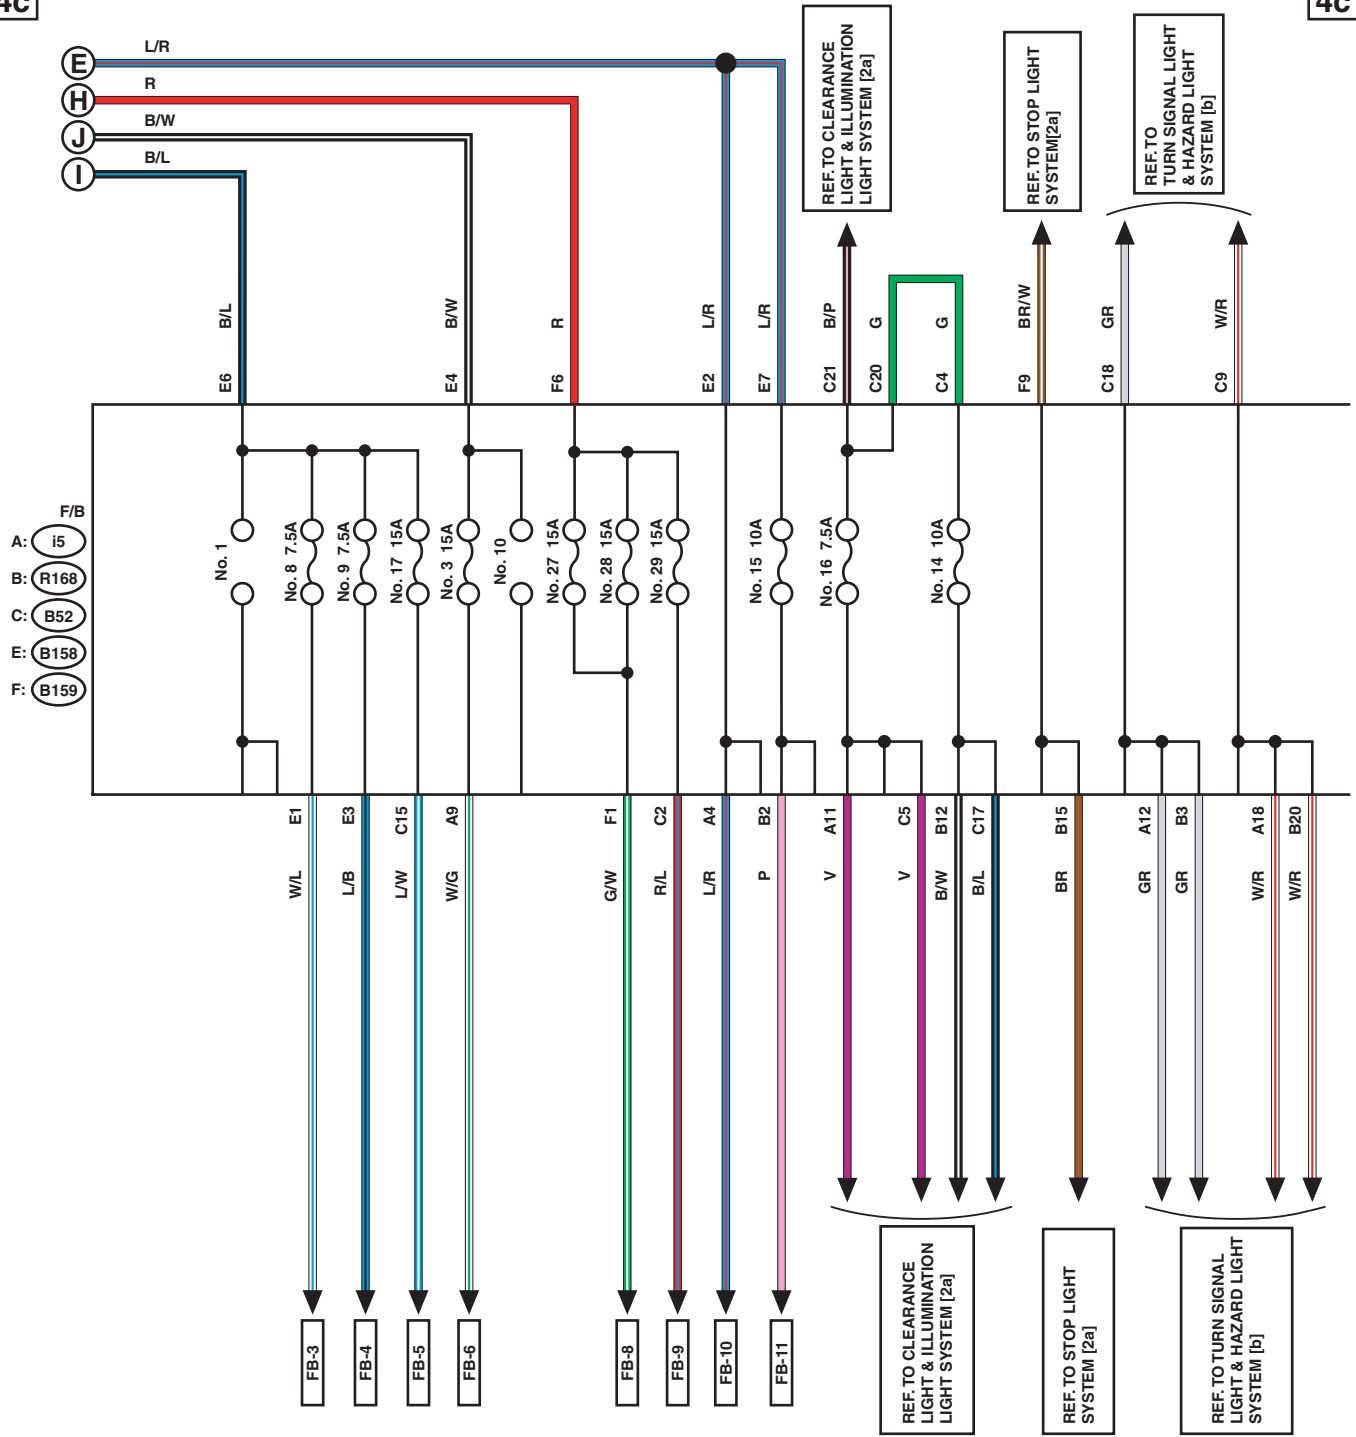 4C
4C
E
L/R
H
R
J
B/W
I
B/L
REF. TO CLEARANCE
LIGHT & ILLUMINATION
LIGHT SYSTEM [2a]
REF. TO STOP LIGHT
SYSTEM[2a]
REF. TO
TURN SIGNAL LIGHT
& HAZARD LIGHT
SYSTEM [b]
B/L
B/W
R
L/R
L/R
B/P
G
G
BR/W
GR
W/R
E6
E4
F6
E2
E7
C21
C20
C4
F9
C18
C9
F/B
A: i5
B: R168
C: B52
E: B158
F: B159
No. 1
No. 8 7.5A
No. 9 7.5A
No. 17 15A
No. 3 15A
No. 10
No. 27 15A
No. 28 15A
No. 29 15A
No. 15 10A
No. 16 7.5A
No. 14 10A
E1
E3
C15
A9
F1
C2
A4
B2
A11
C5
B12
C17
B15
A12
B3
A18
B20
W/L
L/B
L/W
W/G
G/W
R/L
L/R
P
V
V
B/W
B/L
BR
GR
GR
W/R
W/R
FB-3
FB-4
FB-5
FB-6
FB-8
FB-9
FB-10
FB-11
REF. TO CLEARANCE
LIGHT & ILLUMINATION
LIGHT SYSTEM [2a]
REF. TO STOP LIGHT
SYSTEM [2a]
REF. TO TURN SIGNAL
LIGHT & HAZARD LIGHT
SYSTEM [b]